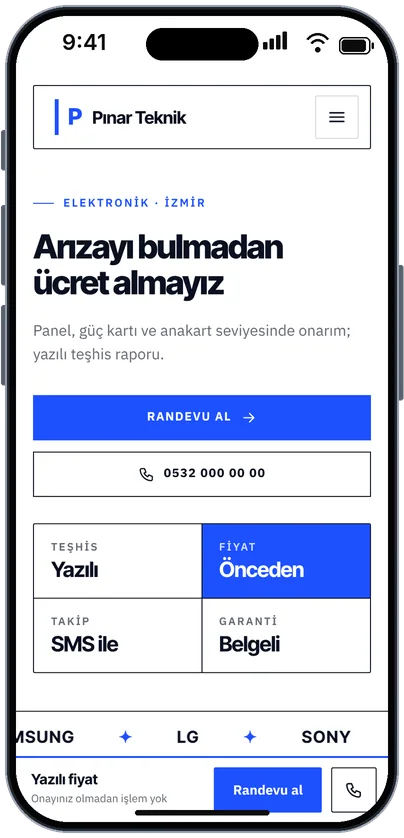 9:41
P Pınar Teknik
ELEKTRONİK · İZMİR
Arızayı bulmadan
ücret almayız
Panel, güç kartı ve anakart seviyesinde onarım;
yazılı teşhis raporu.
RANDEVU AL →
0532 000 00 00
TEŞHİS
Yazılı
FİYAT
Önceden
TAKİP
SMS ile
GARANTİ
Belgeli
MSUNG ✦ LG ✦ SONY
Yazılı fiyat
Onayınız olmadan işlem yok
Randevu al